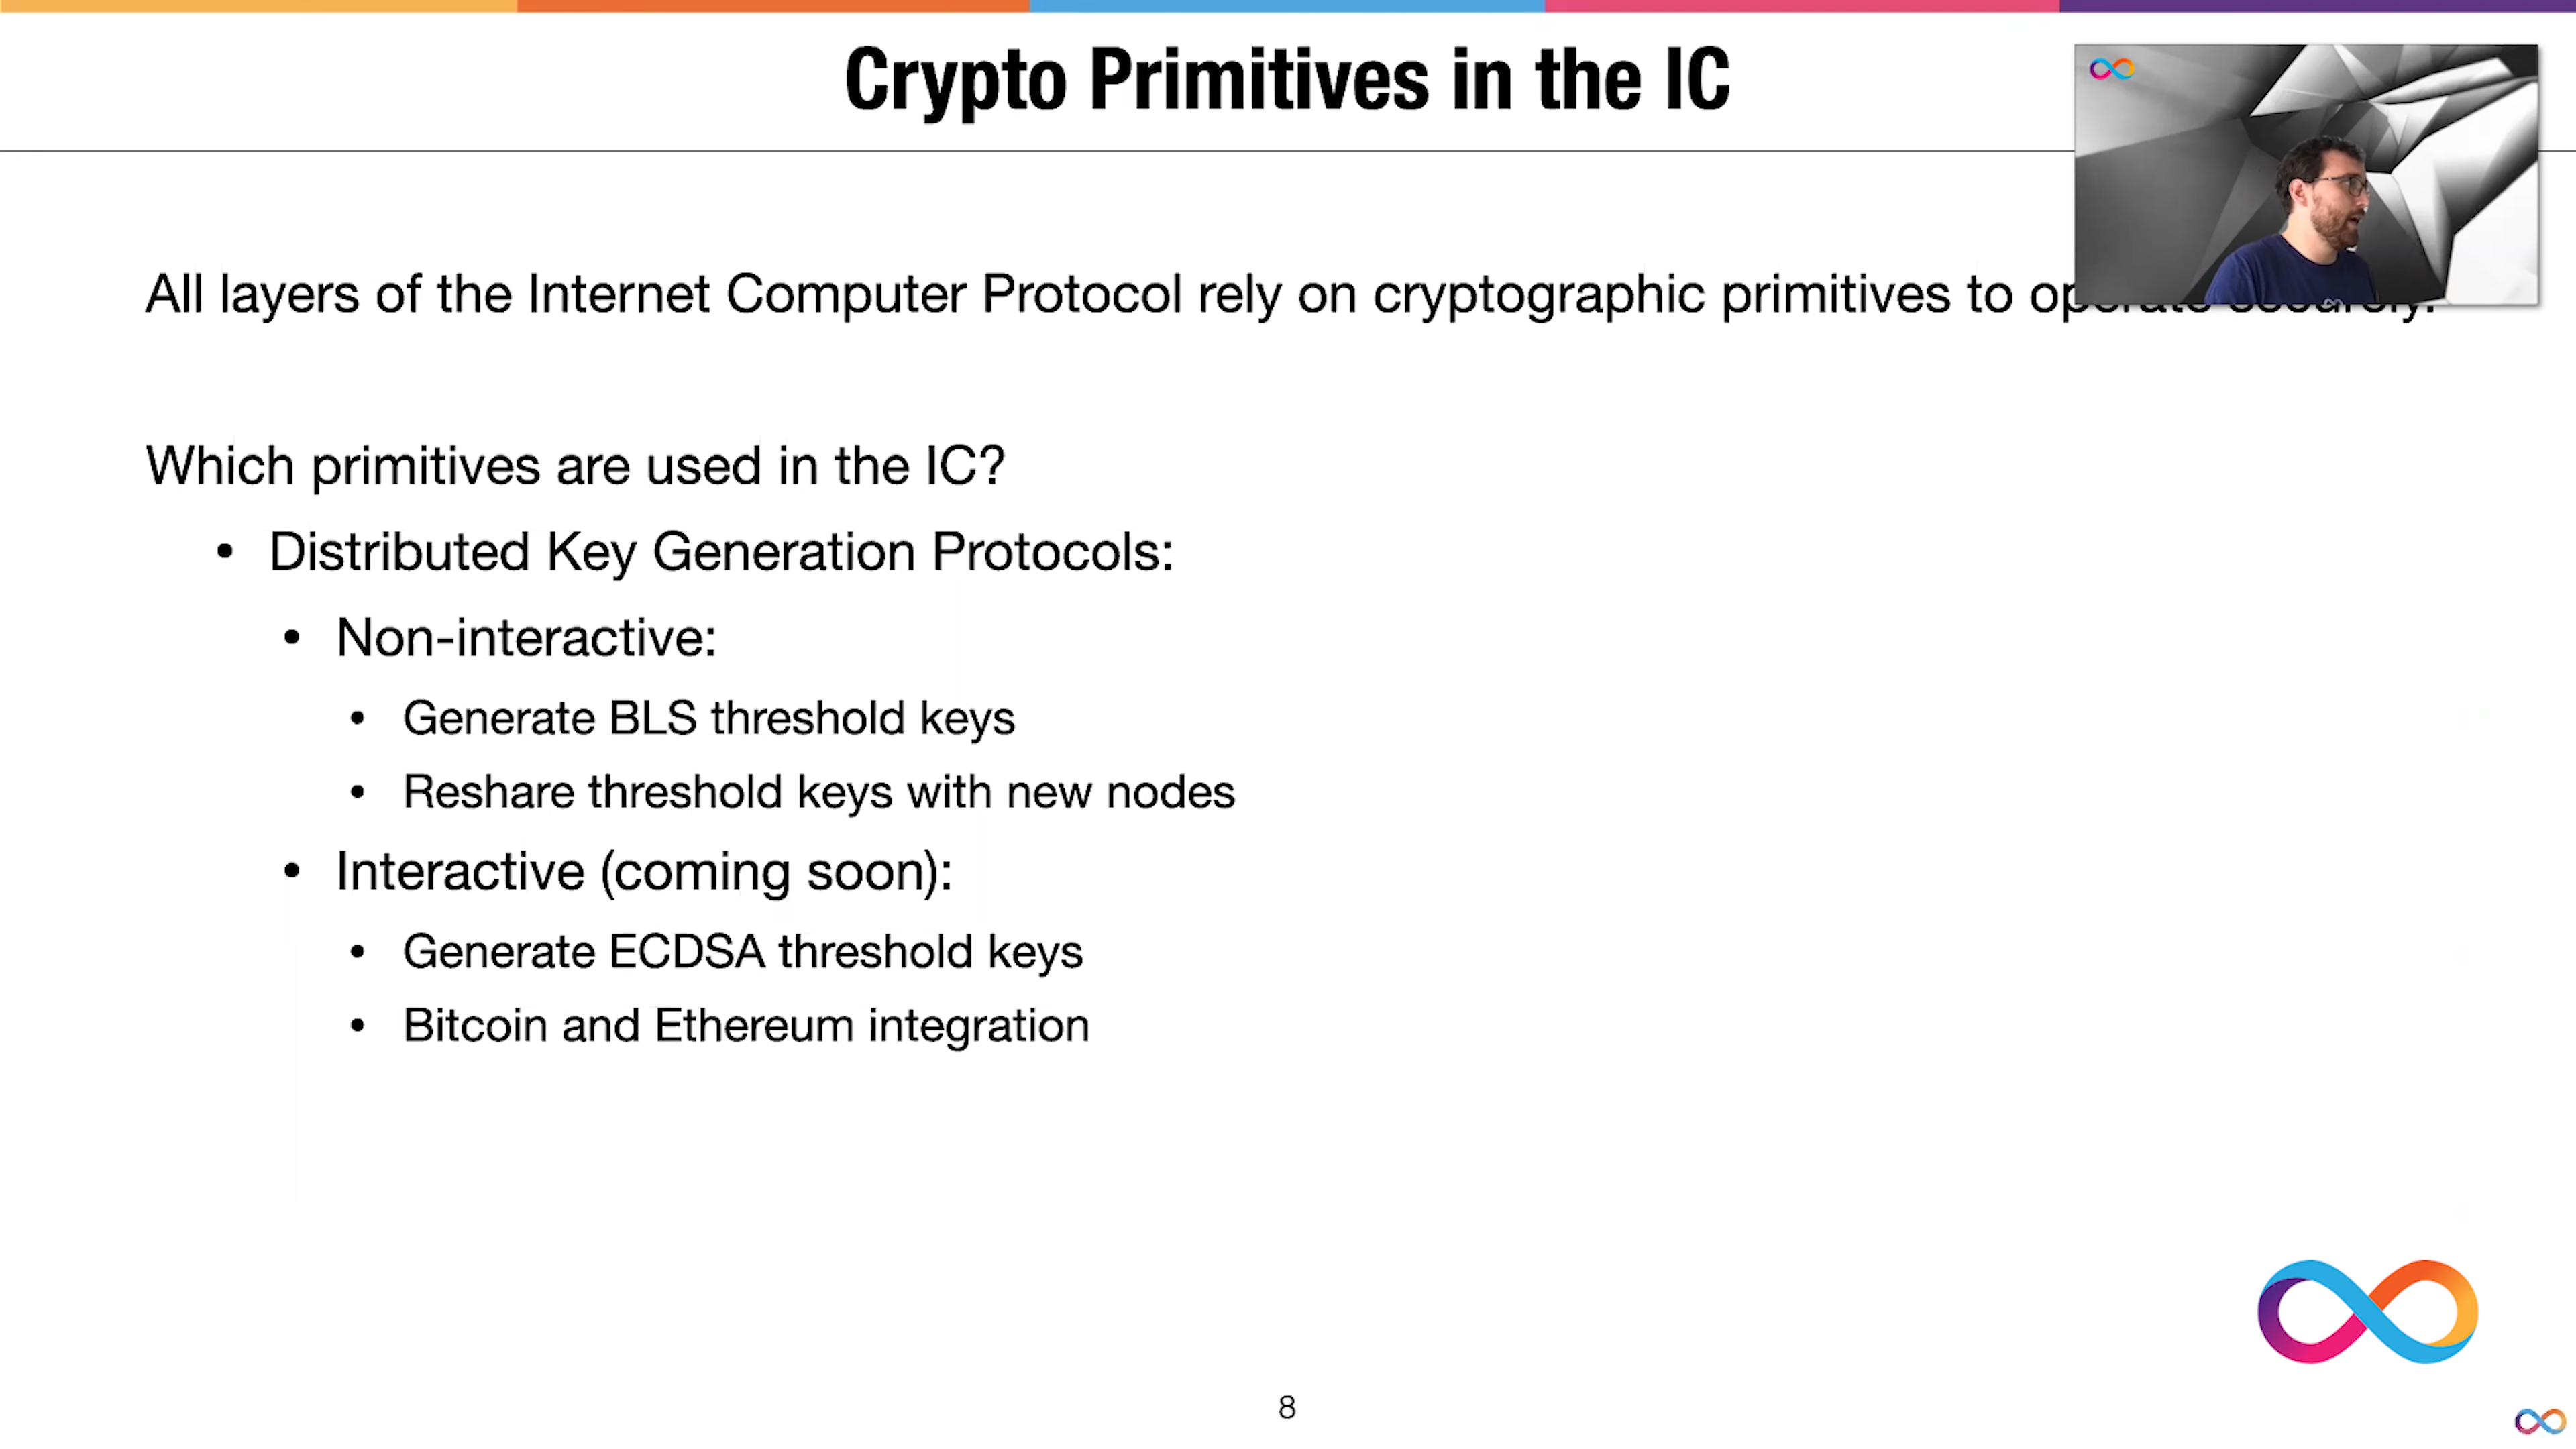 Crypto Primitives in the IC
All layers of the Internet Computer Protocol rely on cryptographic primitives to operate securely.
Which primitives are used in the IC?
• Distributed Key Generation Protocols:
• Non-interactive:
• Generate BLS threshold keys
• Reshare threshold keys with new nodes
• Interactive (coming soon):
• Generate ECDSA threshold keys
• Bitcoin and Ethereum integration
8